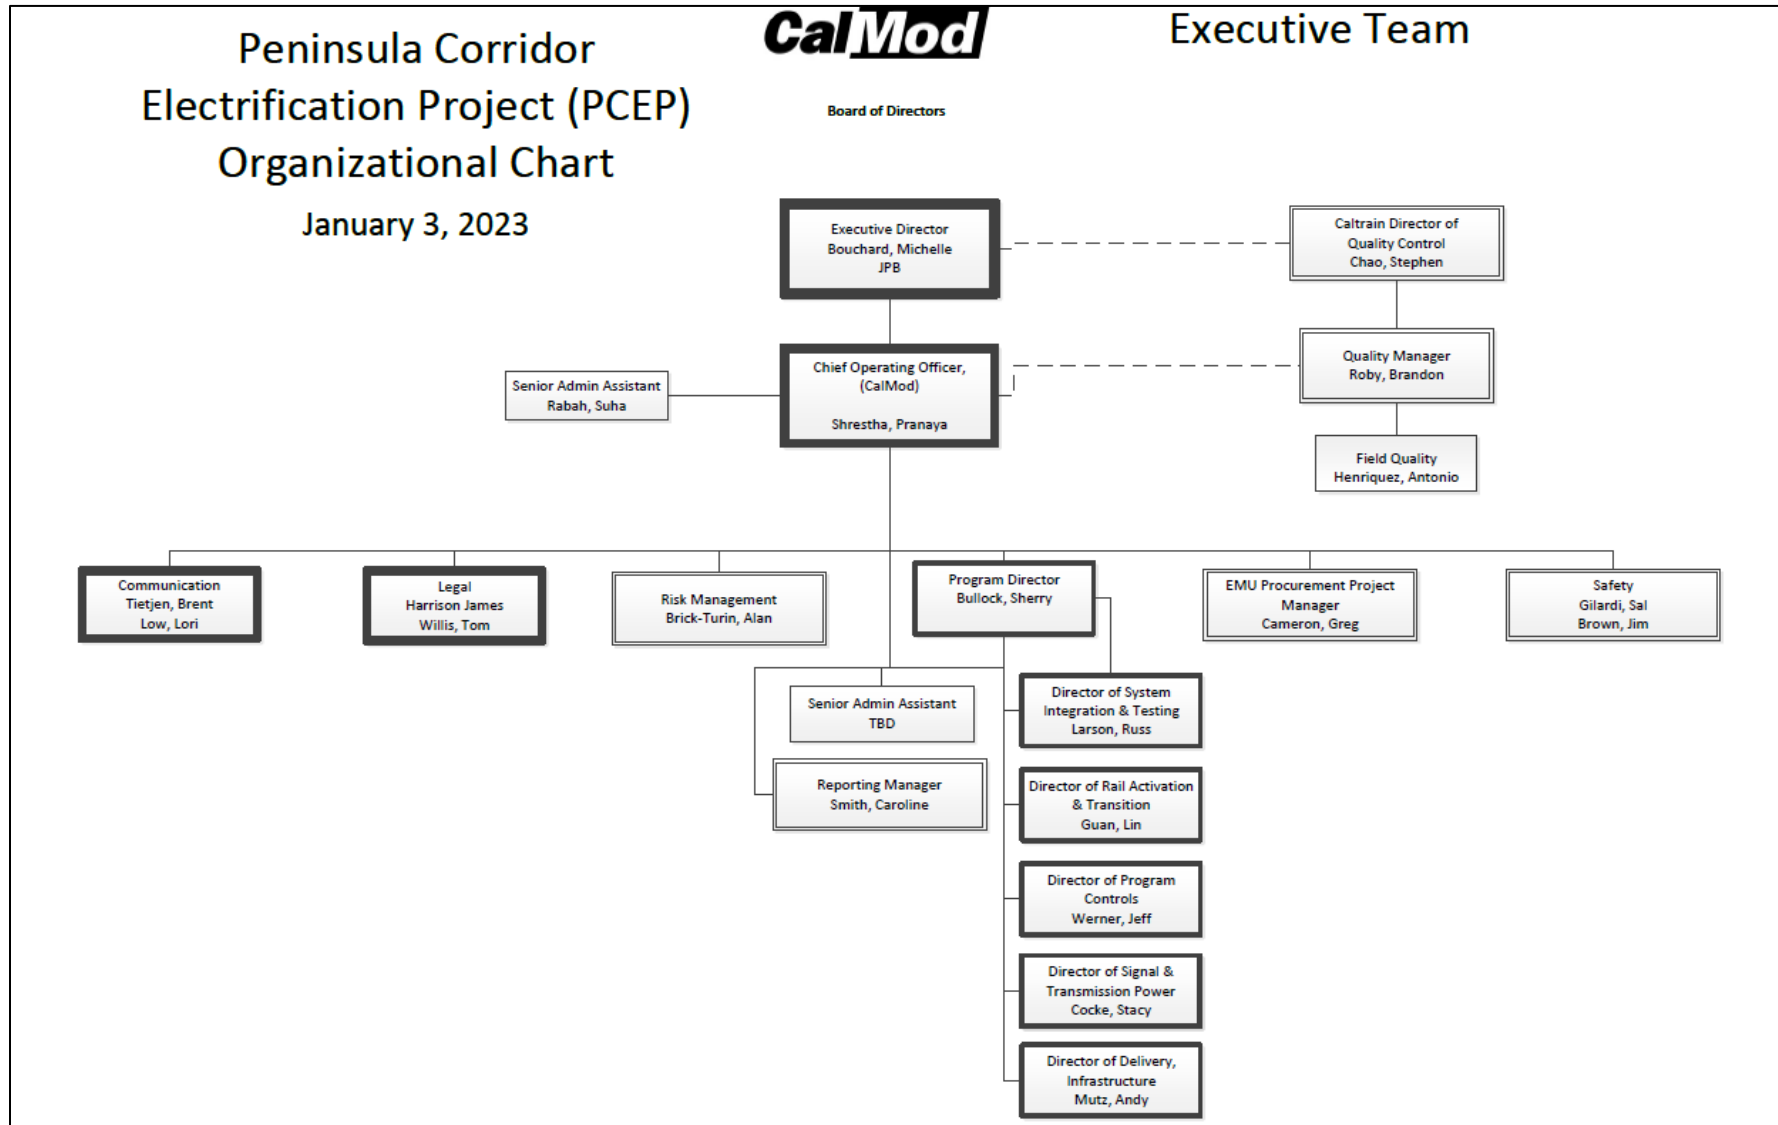 Peninsula Corridor
Electrification Project (PCEP)
Organizational Chart
January 3, 2023
CalMod
Executive Team
Board of Directors
Executive Director
Bouchard, Michelle
JPB
Caltrain Director of
Quality Control
Chao, Stephen
Chief Operating Officer,
(CalMod)
Shrestha, Pranaya
Senior Admin Assistant
Rabah, Suha
Quality Manager
Roby, Brandon
Field Quality
Henriquez, Antonio
Communication
Tietjen, Brent
Low, Lori
Legal
Harrison James
Willis, Tom
Risk Management
Brick-Turin, Alan
Program Director
Bullock, Sherry
EMU Procurement Project
Manager
Cameron, Greg
Safety
Gilardi, Sal
Brown, Jim
Senior Admin Assistant
TBD
Reporting Manager
Smith, Caroline
Director of System
Integration & Testing
Larson, Russ
Director of Rail Activation
& Transition
Guan, Lin
Director of Program
Controls
Werner, Jeff
Director of Signal &
Transmission Power
Cocke, Stacy
Director of Delivery,
Infrastructure
Mutz, Andy